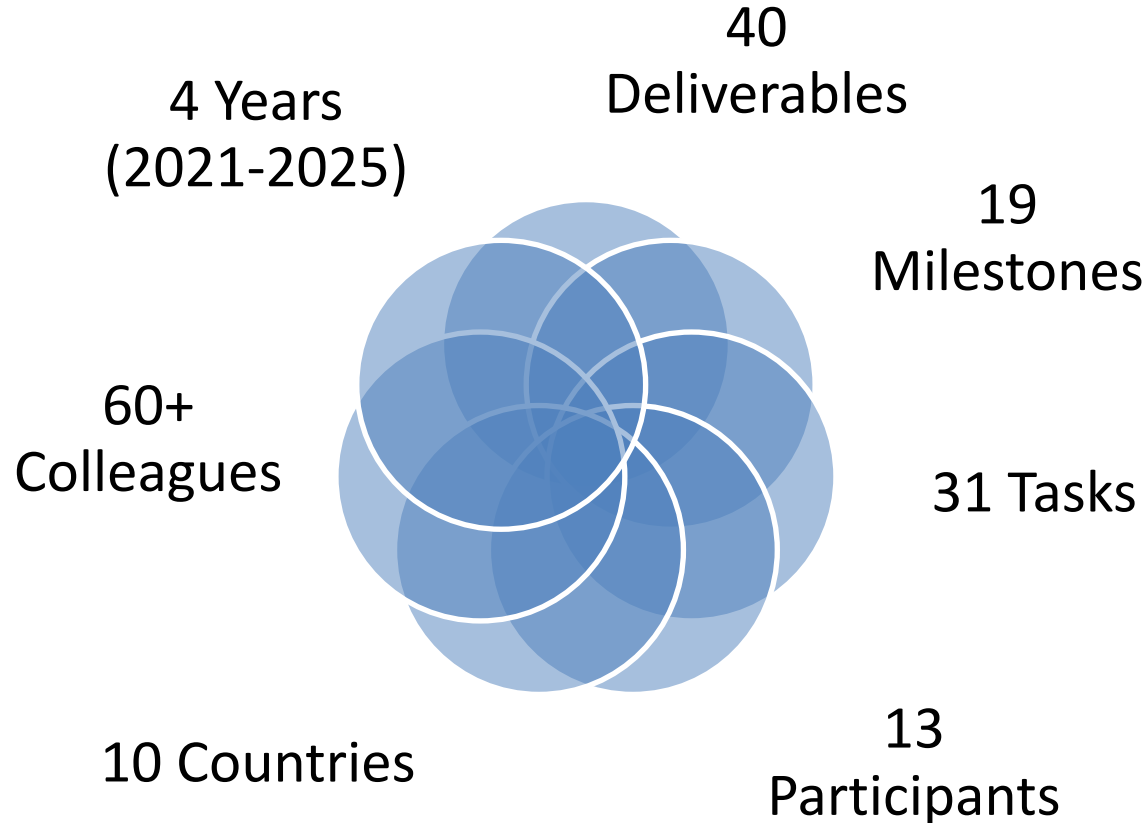 40
Deliverables
19
Milestones
31 Tasks
13
Participants
10 Countries
60+
Colleagues
4 Years
(2021-2025)